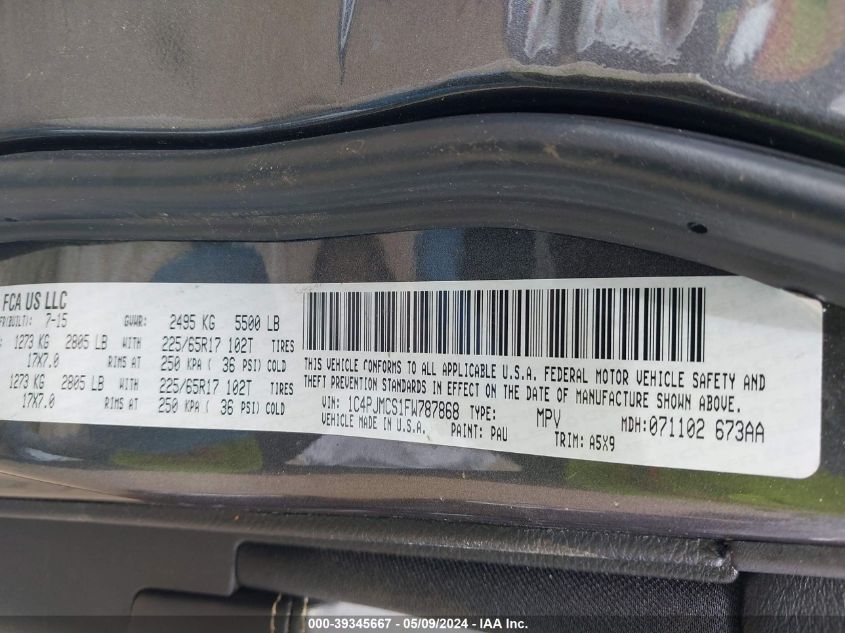 FCA US LLC
(BUILT): 7-15 GVWR: 2495 KG 5500 LB
1273 KG 2805 LB WITH 225/65R17 102T TIRES
17X7.0 RIMS AT 250 KPA ( 36 PSI) COLD
1273 KG 2805 LB WITH 225/65R17 102T TIRES
17X7.0 RIMS AT 250 KPA ( 36 PSI) COLD
THIS VEHICLE CONFORMS TO ALL APPLICABLE U.S.A. FEDERAL MOTOR VEHICLE SAFETY AND
THEFT PREVENTION STANDARDS IN EFFECT ON THE DATE OF MANUFACTURE SHOWN ABOVE.
VIN: 1C4PJMCS1FW787868 TYPE: MPV MDH:071102 673AA
VEHICLE MADE IN U.S.A. PAINT: PAU TRIM: A5X9
000-39345667 - 05/09/2024 - IAA Inc.